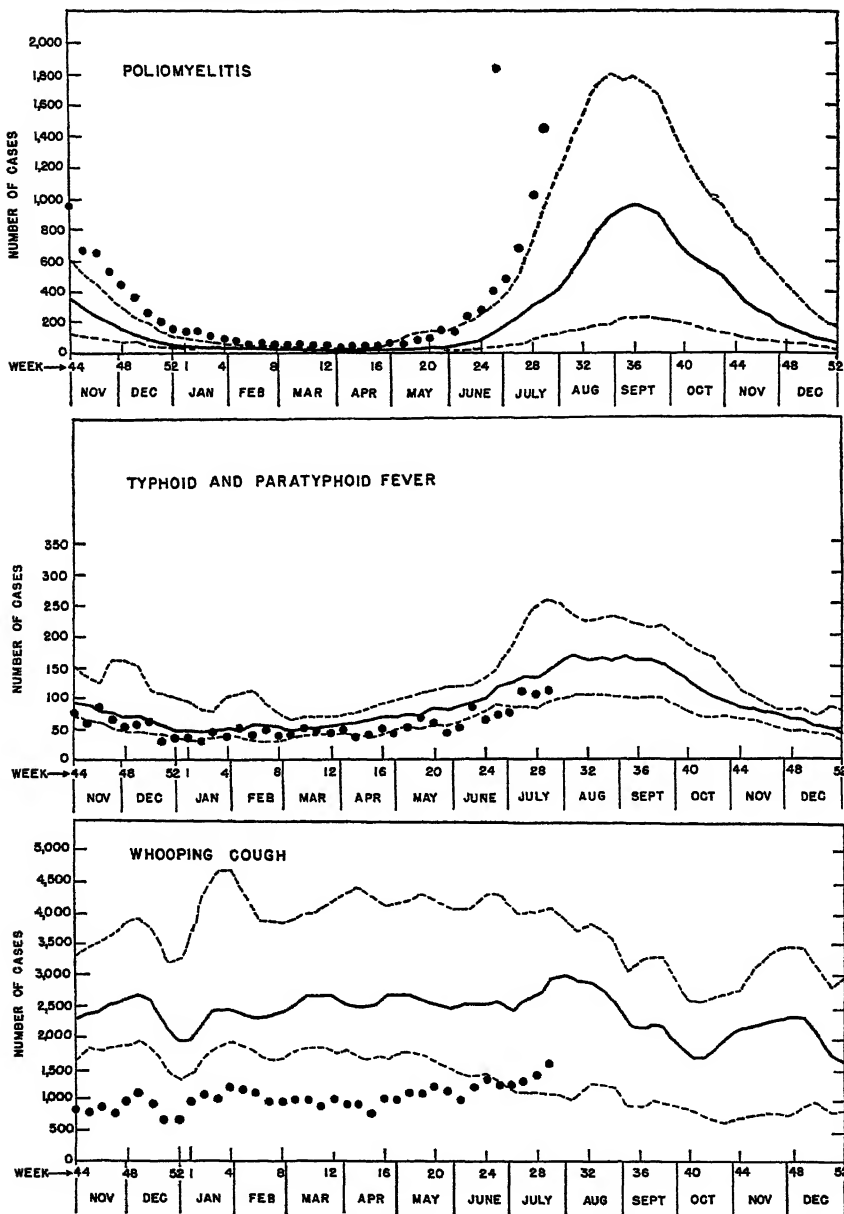 POLIOMYELITIS
NUMBER OF CASES
2,000
1,800
1,600
1,400
1,200
1,000
800
600
400
200
0
WEEK→ 44 48 52 1 4 8 12 16 20 24 28 32 36 40 44 48 52
NOV DEC JAN FEB MAR APR MAY JUNE JULY AUG SEPT OCT NOV DEC
TYPHOID AND PARATYPHOID FEVER
NUMBER OF CASES
350
300
250
200
150
100
50
0
WEEK→ 44 48 52 1 4 8 12 16 20 24 28 32 36 40 44 48 52
NOV DEC JAN FEB MAR APR MAY JUNE JULY AUG SEPT OCT NOV DEC
WHOOPING COUGH
NUMBER OF CASES
5,000
4,500
4,000
3,500
3,000
2,500
2,000
1,500
1,000
500
0
WEEK→ 44 48 52 1 4 8 12 16 20 24 28 32 36 40 44 48 52
NOV DEC JAN FEB MAR APR MAY JUNE JULY AUG SEPT OCT NOV DEC